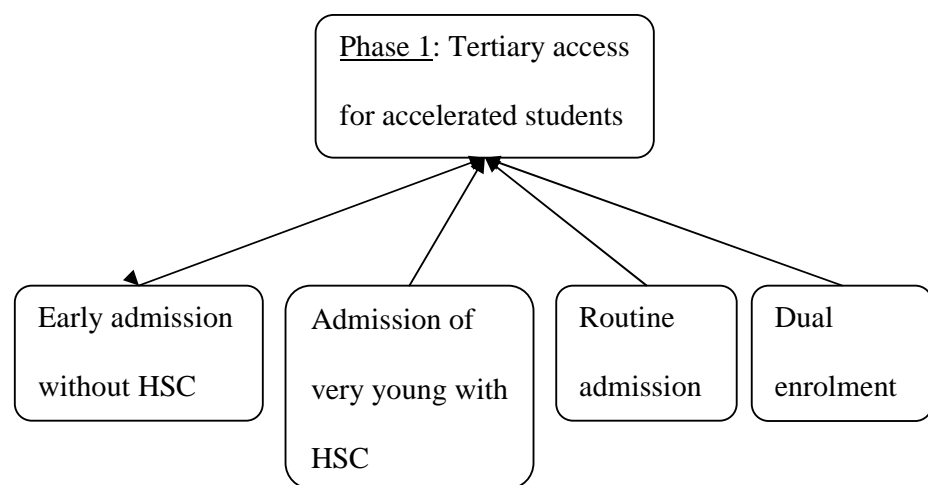 Phase 1: Tertiary access
for accelerated students
Early admission
without HSC
Admission of
very young with
HSC
Routine
admission
Dual
enrolment